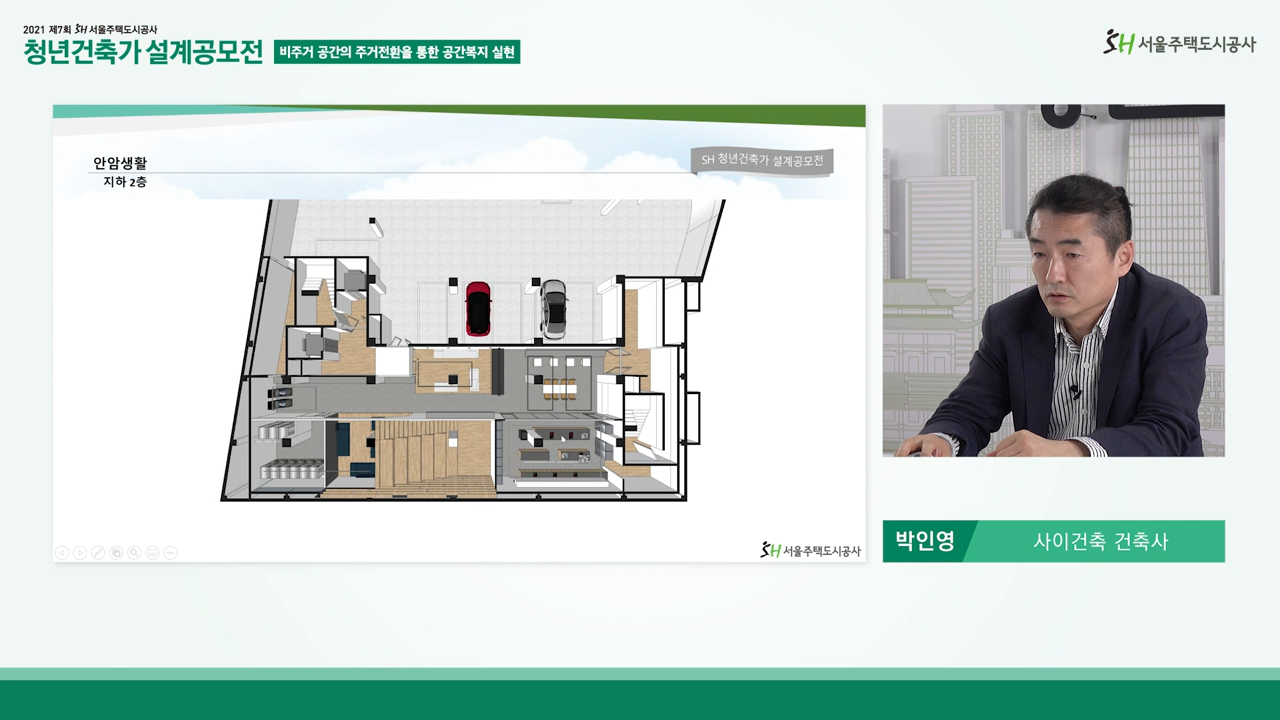 2021 제7회 SH 서울주택도시공사
청년건축가 설계공모전 비주거 공간의 주거전환을 통한 공간복지 실현
SH 서울주택도시공사
안암생활
지하 2층
SH 청년건축가 설계공모전
SH 서울주택도시공사
박인영 사이건축 건축사